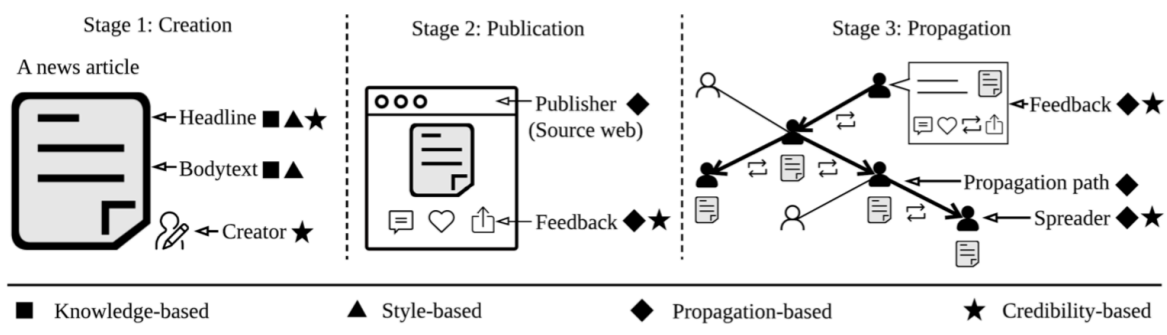 Stage 1: Creation
A news article
Headline
Bodytext
Creator
Stage 2: Publication
Publisher
(Source web)
Feedback
Stage 3: Propagation
Feedback
Propagation path
Spreader
Knowledge-based
Style-based
Propagation-based
Credibility-based